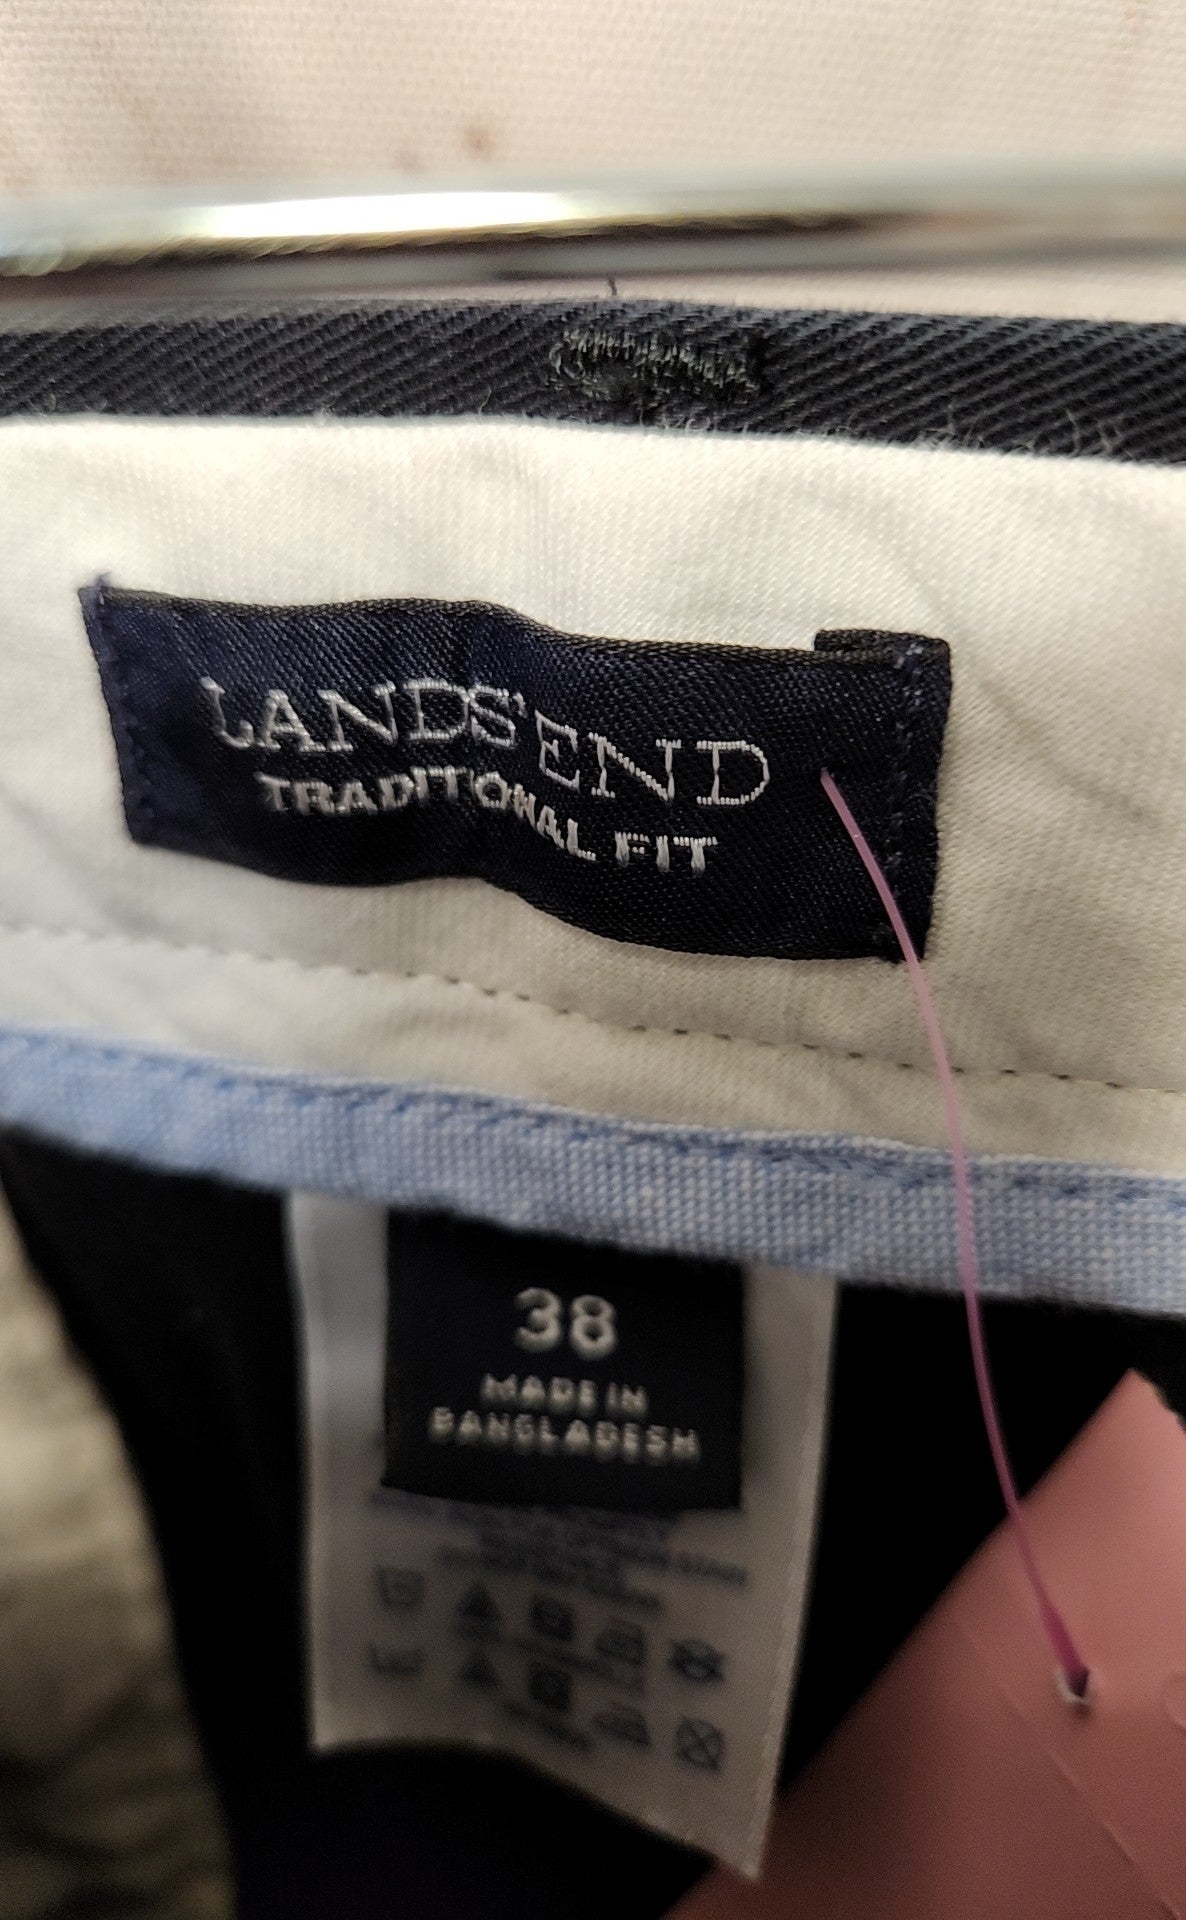 LANDS' END
TRADITIONAL FIT
38
MADE IN
BANGLADESH